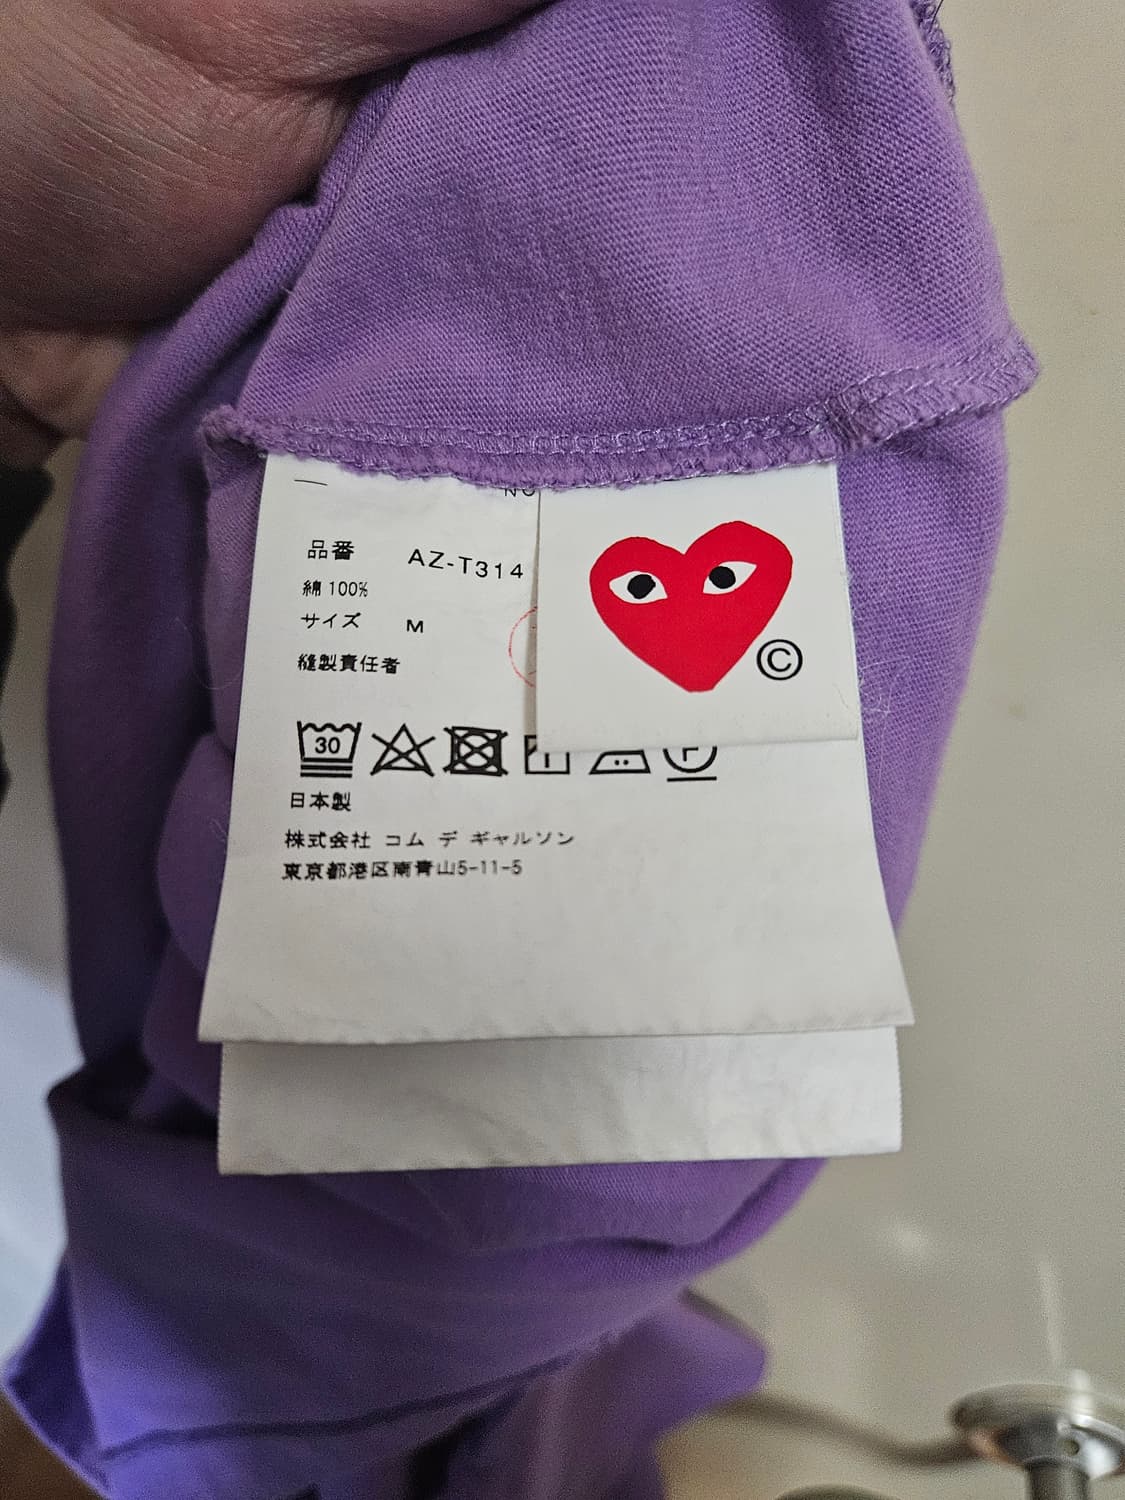 品番 AZ-T314
綿 100%
サイズ M
縫製責任者
30
日本製
株式会社 コム デ ギャルソン
東京都港区南青山5-11-5
©